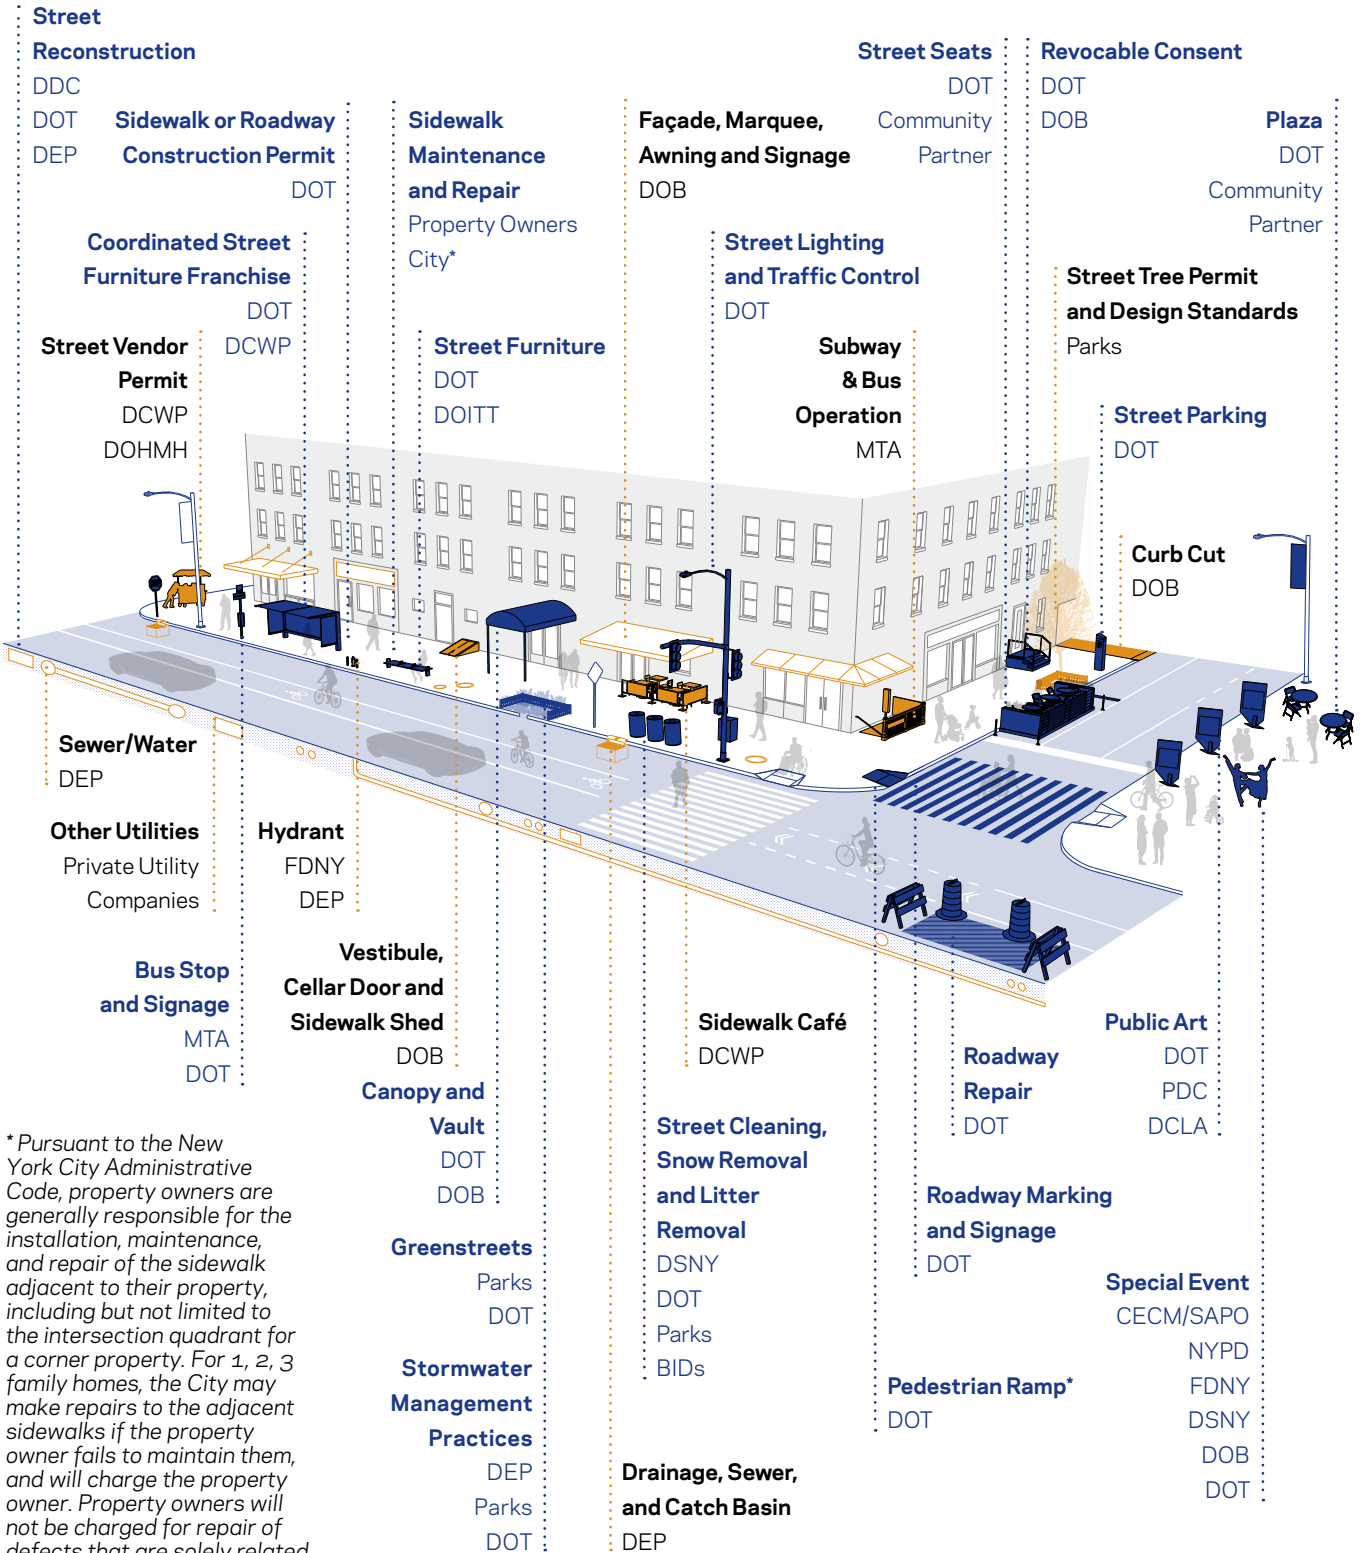 Street
Reconstruction
DDC
DOT
DEP
Sidewalk or Roadway
Construction Permit
DOT
Sidewalk
Maintenance
and Repair
Property Owners
City*
Façade, Marquee,
Awning and Signage
DOB
Street Seats
DOT
Community
Partner
Revocable Consent
DOT
DOB
Plaza
DOT
Community
Partner
Coordinated Street
Furniture Franchise
DOT
DCWP
Street Lighting
and Traffic Control
DOT
Street Tree Permit
and Design Standards
Parks
Street Vendor
Permit
DCWP
DOHMH
Street Furniture
DOT
DOITT
Subway
& Bus
Operation
MTA
Street Parking
DOT
Curb Cut
DOB
Sewer/Water
DEP
Other Utilities
Private Utility
Companies
Hydrant
FDNY
DEP
Vestibule,
Cellar Door and
Sidewalk Shed
DOB
Bus Stop
and Signage
MTA
DOT
Sidewalk Café
DCWP
Roadway
Repair
DOT
Public Art
DOT
PDC
DCLA
Canopy and
Vault
DOT
DOB
Street Cleaning,
Snow Removal
and Litter
Removal
DSNY
DOT
Parks
BIDs
Roadway Marking
and Signage
DOT
Greenstreets
Parks
DOT
Special Event
CECM/SAPO
NYPD
FDNY
DSNY
DOB
DOT
Stormwater
Management
Practices
DEP
Parks
DOT
Pedestrian Ramp*
DOT
Drainage, Sewer,
and Catch Basin
DEP
* Pursuant to the New
York City Administrative
Code, property owners are
generally responsible for the
installation, maintenance,
and repair of the sidewalk
adjacent to their property,
including but not limited to
the intersection quadrant for
a corner property. For 1, 2, 3
family homes, the City may
make repairs to the adjacent
sidewalks if the property
owner fails to maintain them,
and will charge the property
owner. Property owners will
not be charged for repair of
defects that are solely related